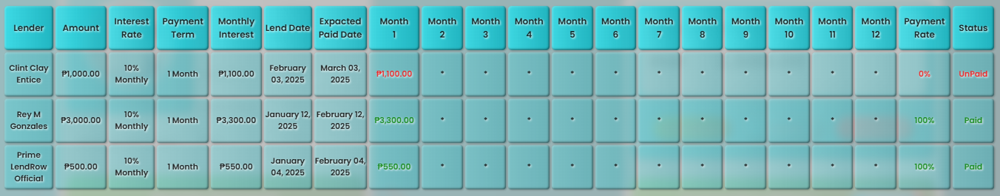 Lender Amount Interest Rate Payment Term Monthly Interest Lend Date Expacted Paid Date Month 1 Month 2 Month 3 Month 4 Month 5 Month 6 Month 7 Month 8 Month 9 Month 10 Month 11 Month 12 Payment Rate Status
Clint Clay Entice ₱1,000.00 10% Monthly 1 Month ₱1,100.00 February 03, 2025 March 03, 2025 ₱1,100.00 * * * * * * * * * * * 0% UnPaid
Rey M Gonzales ₱3,000.00 10% Monthly 1 Month ₱3,300.00 January 12, 2025 February 12, 2025 ₱3,300.00 * * * * * * * * * * * 100% Paid
Prime LendRow Official ₱500.00 10% Monthly 1 Month ₱550.00 January 04, 2025 February 04, 2025 ₱550.00 * * * * * * * * * * * 100% Paid